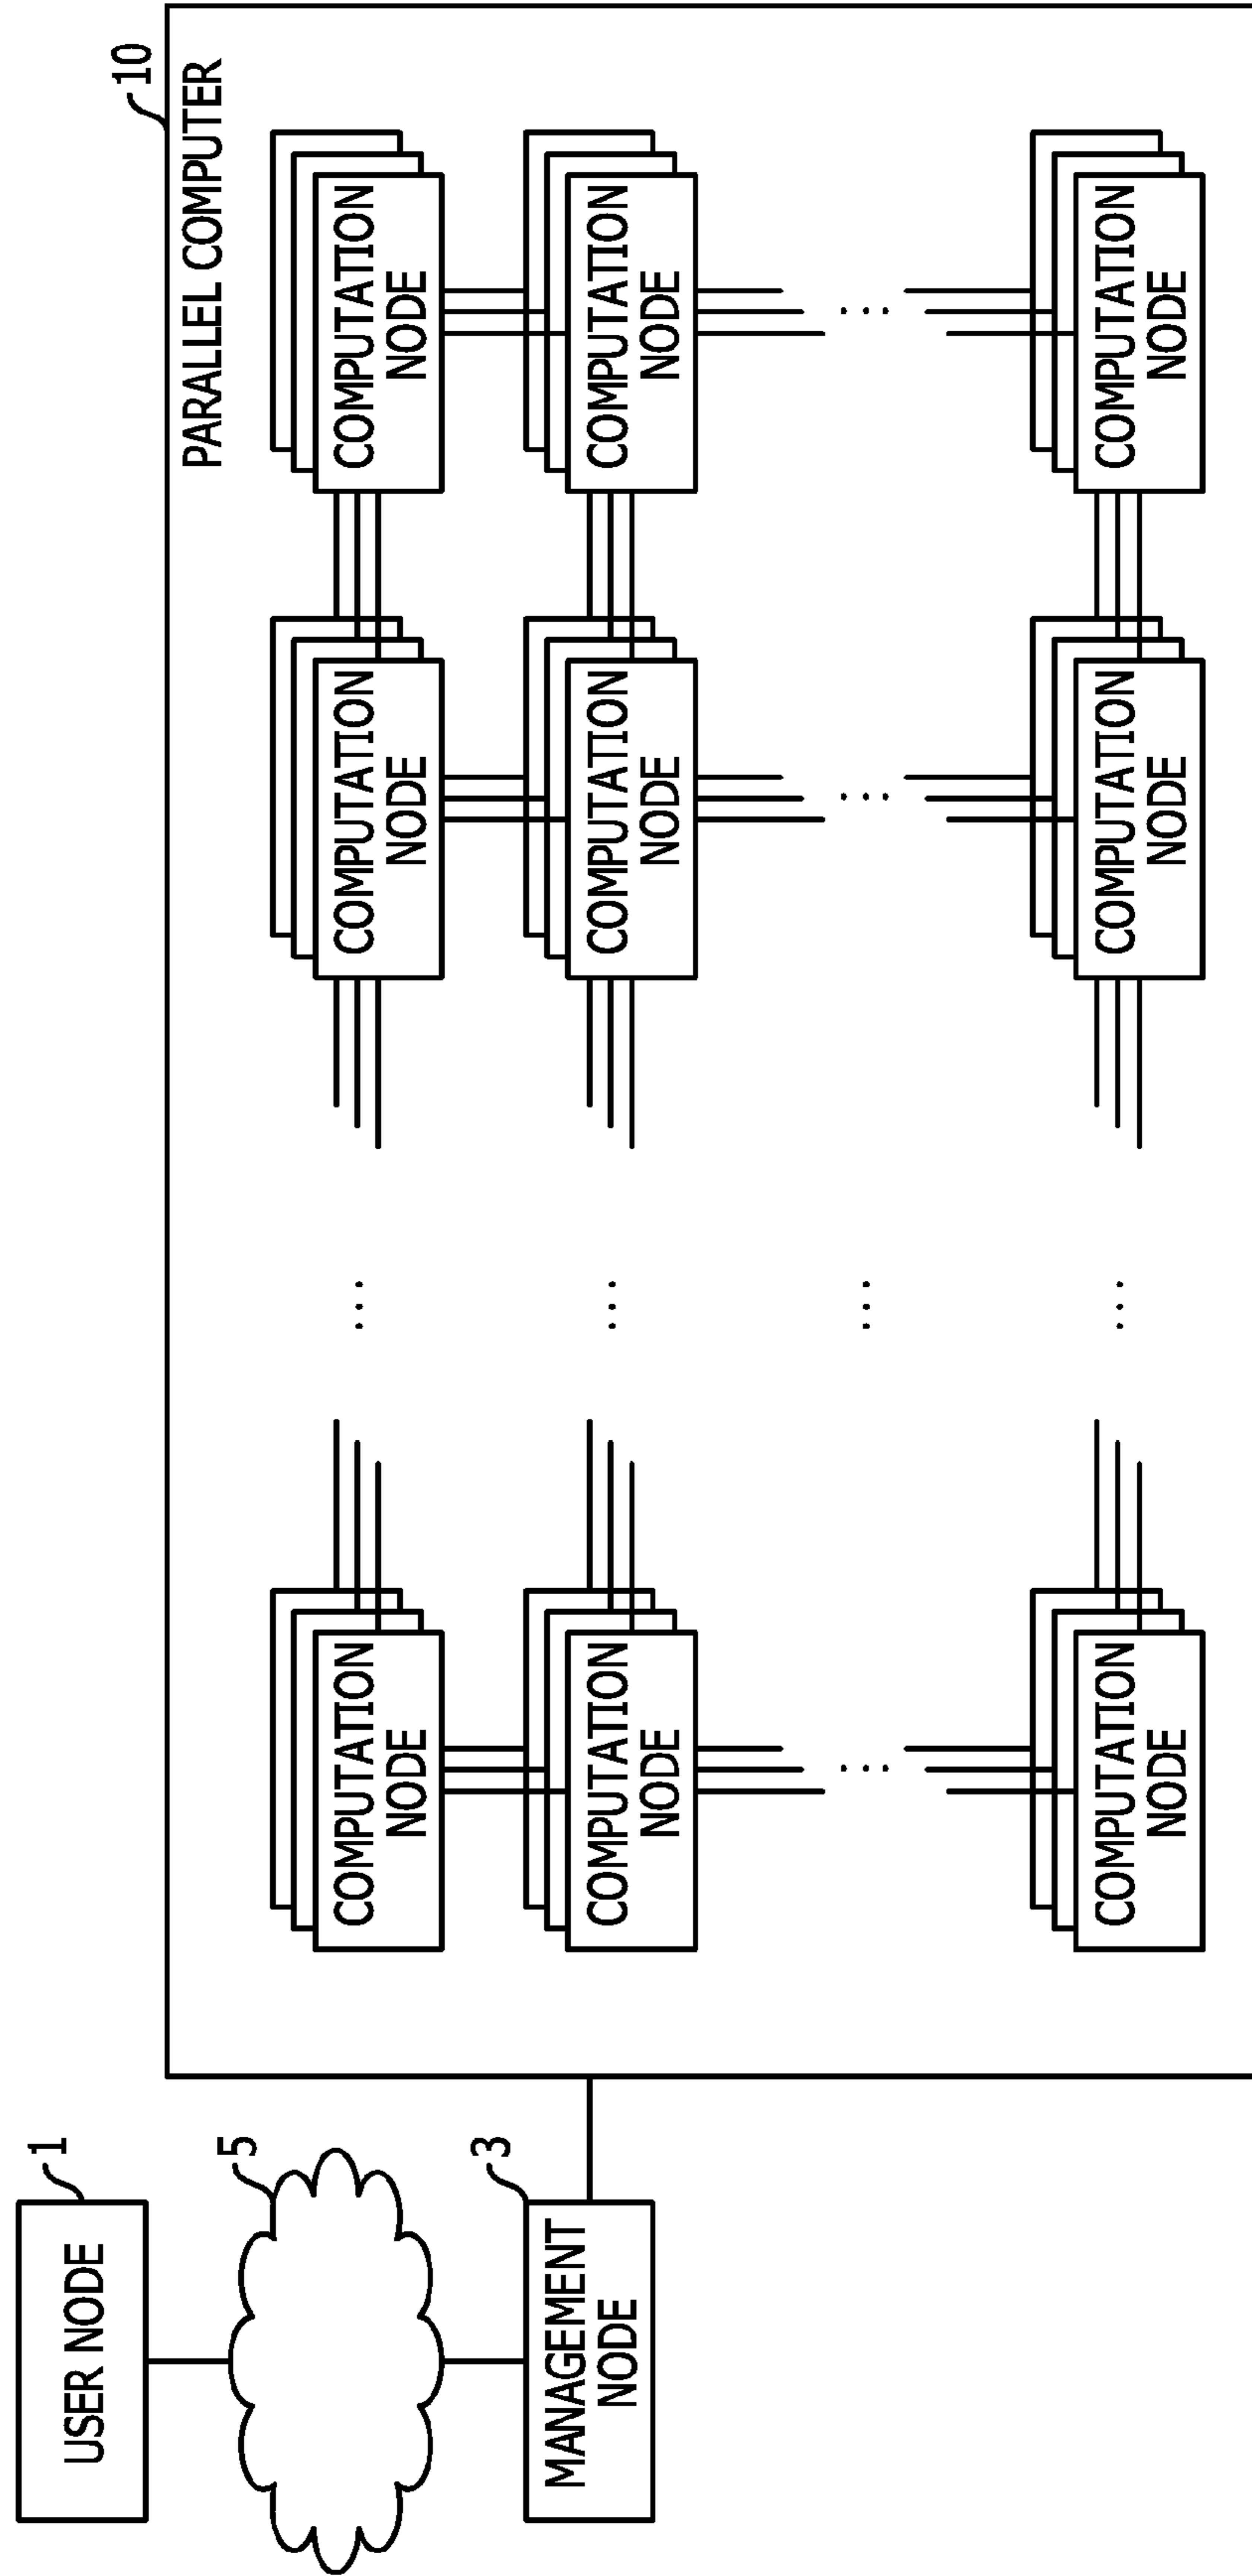 10
PARALLEL COMPUTER
1
USER NODE
5
3
MANAGEMENT
NODE
COMPUTATION
NODE
COMPUTATION
NODE
COMPUTATION
NODE
...
...
COMPUTATION
NODE
COMPUTATION
NODE
COMPUTATION
NODE
...
...
...
...
...
COMPUTATION
NODE
COMPUTATION
NODE
COMPUTATION
NODE